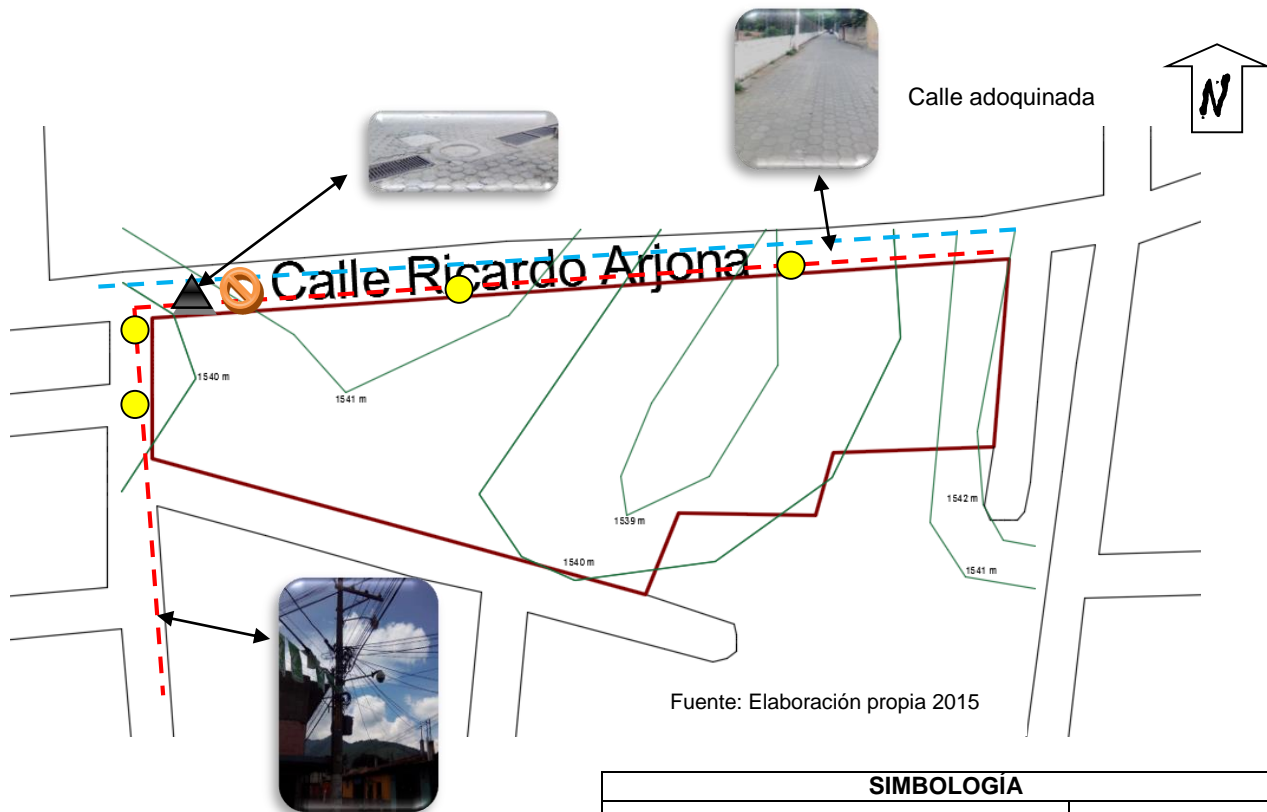 Calle adoquinada
N
Calle Ricardo Arjona
1540 m
1541 m
1539 m
1542 m
1540 m
1541 m
Fuente: Elaboración propia 2015
SIMBOLOGÍA